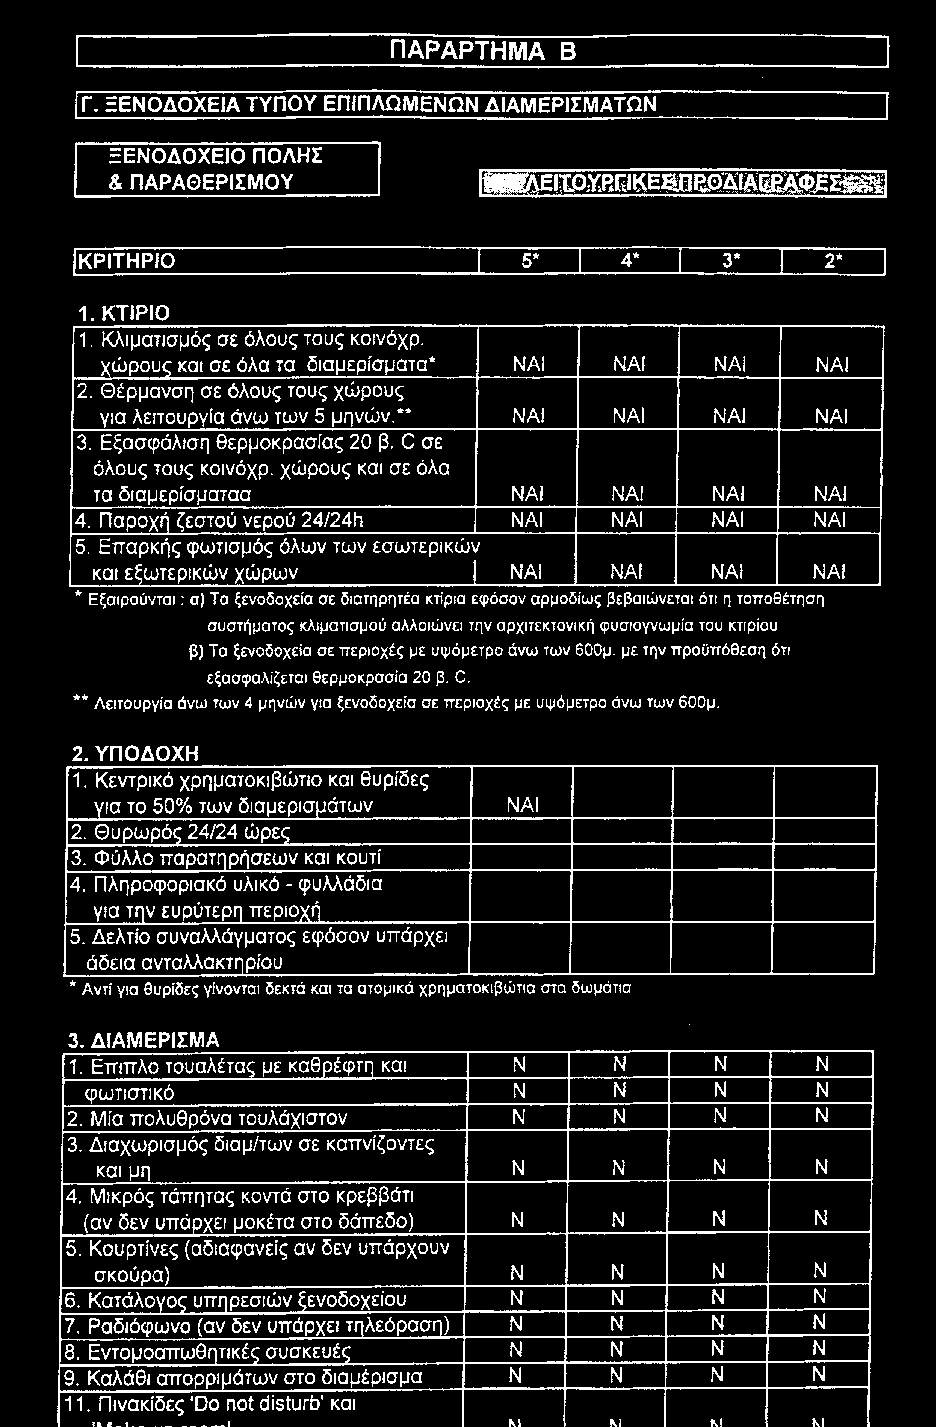 ΠΑΡΑΡΤΗΜΑ Β
Γ. ΞΕΝΟΔΟΧΕΙΑ ΤΥΠΟΥ ΕΠΙΠΛΩΜΕΝΩΝ ΔΙΑΜΕΡΙΣΜΑΤΩΝ
ΞΕΝΟΔΟΧΕΙΟ ΠΟΛΗΣ
& ΠΑΡΑΘΕΡΙΣΜΟΥ
ΛΕΙΤΟΥΡΓΙΚΕΣ ΠΡΟΔΙΑΓΡΑΦΕΣ
ΚΡΙΤΗΡΙΟ 5* 4* 3* 2*
1. ΚΤΙΡΙΟ
1. Κλιματισμός σε όλους τους κοινόχρ.
χώρους και σε όλα τα διαμερίσματα* ΝΑΙ ΝΑΙ ΝΑΙ ΝΑΙ
2. Θέρμανση σε όλους τους χώρους
για λειτουργία άνω των 5 μηνών.** ΝΑΙ ΝΑΙ ΝΑΙ ΝΑΙ
3. Εξασφάλιση θερμοκρασίας 20 β. C σε
όλους τους κοινόχρ. χώρους και σε όλα
τα διαμερίσματαα ΝΑΙ ΝΑΙ ΝΑΙ ΝΑΙ
4. Παροχή ζεστού νερού 24/24h ΝΑΙ ΝΑΙ ΝΑΙ ΝΑΙ
5. Επαρκής φωτισμός όλων των εσωτερικών
και εξωτερικών χώρων ΝΑΙ ΝΑΙ ΝΑΙ ΝΑΙ
* Εξαιρούνται : α) Τα ξενοδοχεία σε διατηρητέα κτίρια εφόσον αρμοδίως βεβαιώνεται ότι η τοποθέτηση
συστήματος κλιματισμού αλλοιώνει την αρχιτεκτονική φυσιογνωμία του κτιρίου
β) Τα ξενοδοχεία σε περιοχές με υψόμετρο άνω των 600μ. με την προϋπόθεση ότι
εξασφαλίζεται θερμοκρασία 20 β. C.
** Λειτουργία άνω των 4 μηνών για ξενοδοχεία σε περιοχές με υψόμετρο άνω των 600μ.
2. ΥΠΟΔΟΧΗ
1. Κεντρικό χρηματοκιβώτιο και θυρίδες
για το 50% των διαμερισμάτων ΝΑΙ
2. Θυρωρός 24/24 ώρες
3. Φύλλο παρατηρήσεων και κουτί
4. Πληροφοριακό υλικό - φυλλάδια
για την ευρύτερη περιοχή
5. Δελτίο συναλλάγματος εφόσον υπάρχει
άδεια ανταλλακτηρίου
* Αντί για θυρίδες γίνονται δεκτά και τα ατομικά χρηματοκιβώτια στα δωμάτια
3. ΔΙΑΜΕΡΙΣΜΑ
1. Επιπλο τουαλέτας με καθρέφτη και Ν Ν Ν Ν
φωτιστικό Ν Ν Ν Ν
2. Μία πολυθρόνα τουλάχιστον Ν Ν Ν Ν
3. Διαχωρισμός διαμ/των σε καπνίζοντες
και μη Ν Ν Ν Ν
4. Μικρός τάπητας κοντά στο κρεββάτι
(αν δεν υπάρχει μοκέτα στο δάπεδο) Ν Ν Ν Ν
5. Κουρτίνες (αδιαφανείς αν δεν υπάρχουν
σκούρα) Ν Ν Ν Ν
6. Κατάλογος υπηρεσιών ξενοδοχείου Ν Ν Ν Ν
7. Ραδιόφωνο (αν δεν υπάρχει τηλεόραση) Ν Ν Ν Ν
8. Εντομοαπωθητικές συσκευές Ν Ν Ν Ν
9. Καλάθι απορριμάτων στο διαμέρισμα Ν Ν Ν Ν
11. Πινακίδες 'Do not disturb' και